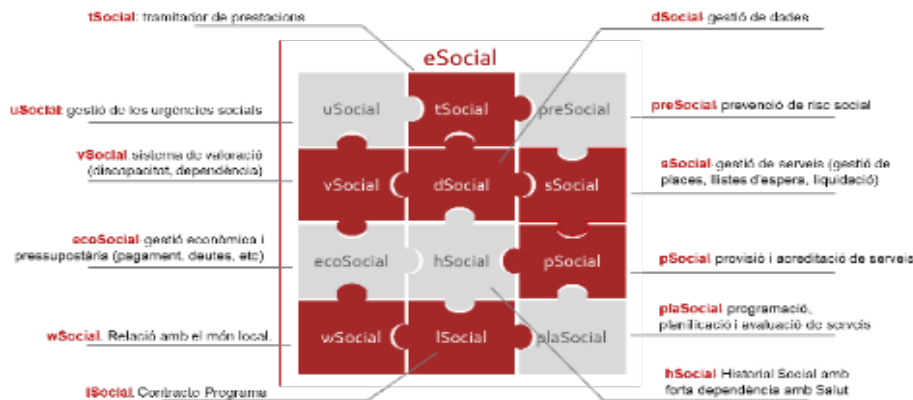 tSocial: tramitador de prestacions
dSocial: gestió de dades
eSocial
uSocial
tSocial
preSocial
uSocial: gestió de les urgències socials
preSocial: prevenció de risc social
vSocial: sistema de valoració
(discapacitat, dependència)
sSocial: gestió de serveis (gestió de
places, llistes d'espera, liquidació)
vSocial
dSocial
sSocial
ecoSocial: gestió econòmica i
pressupostària (pagament, deutes, etc)
ecoSocial
hSocial
pSocial
pSocial: provisió i acreditació de serveis
plaSocial: programació,
planificació i avaluació de serveis
wSocial. Relació amb el món local.
wSocial
lSocial
plaSocial
lSocial. Contracto Programa
hSocial. Historial Social amb
forta dependència amb Salut